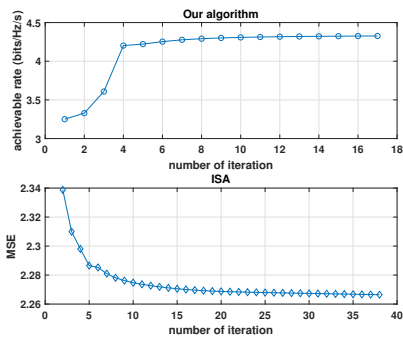 Our algorithm
achievable rate (bits/Hz/s)
4.5
4
3.5
3
0 2 4 6 8 10 12 14 16 18
number of iteration
ISA
MSE
2.34
2.32
2.3
2.28
2.26
0 5 10 15 20 25 30 35 40
number of iteration